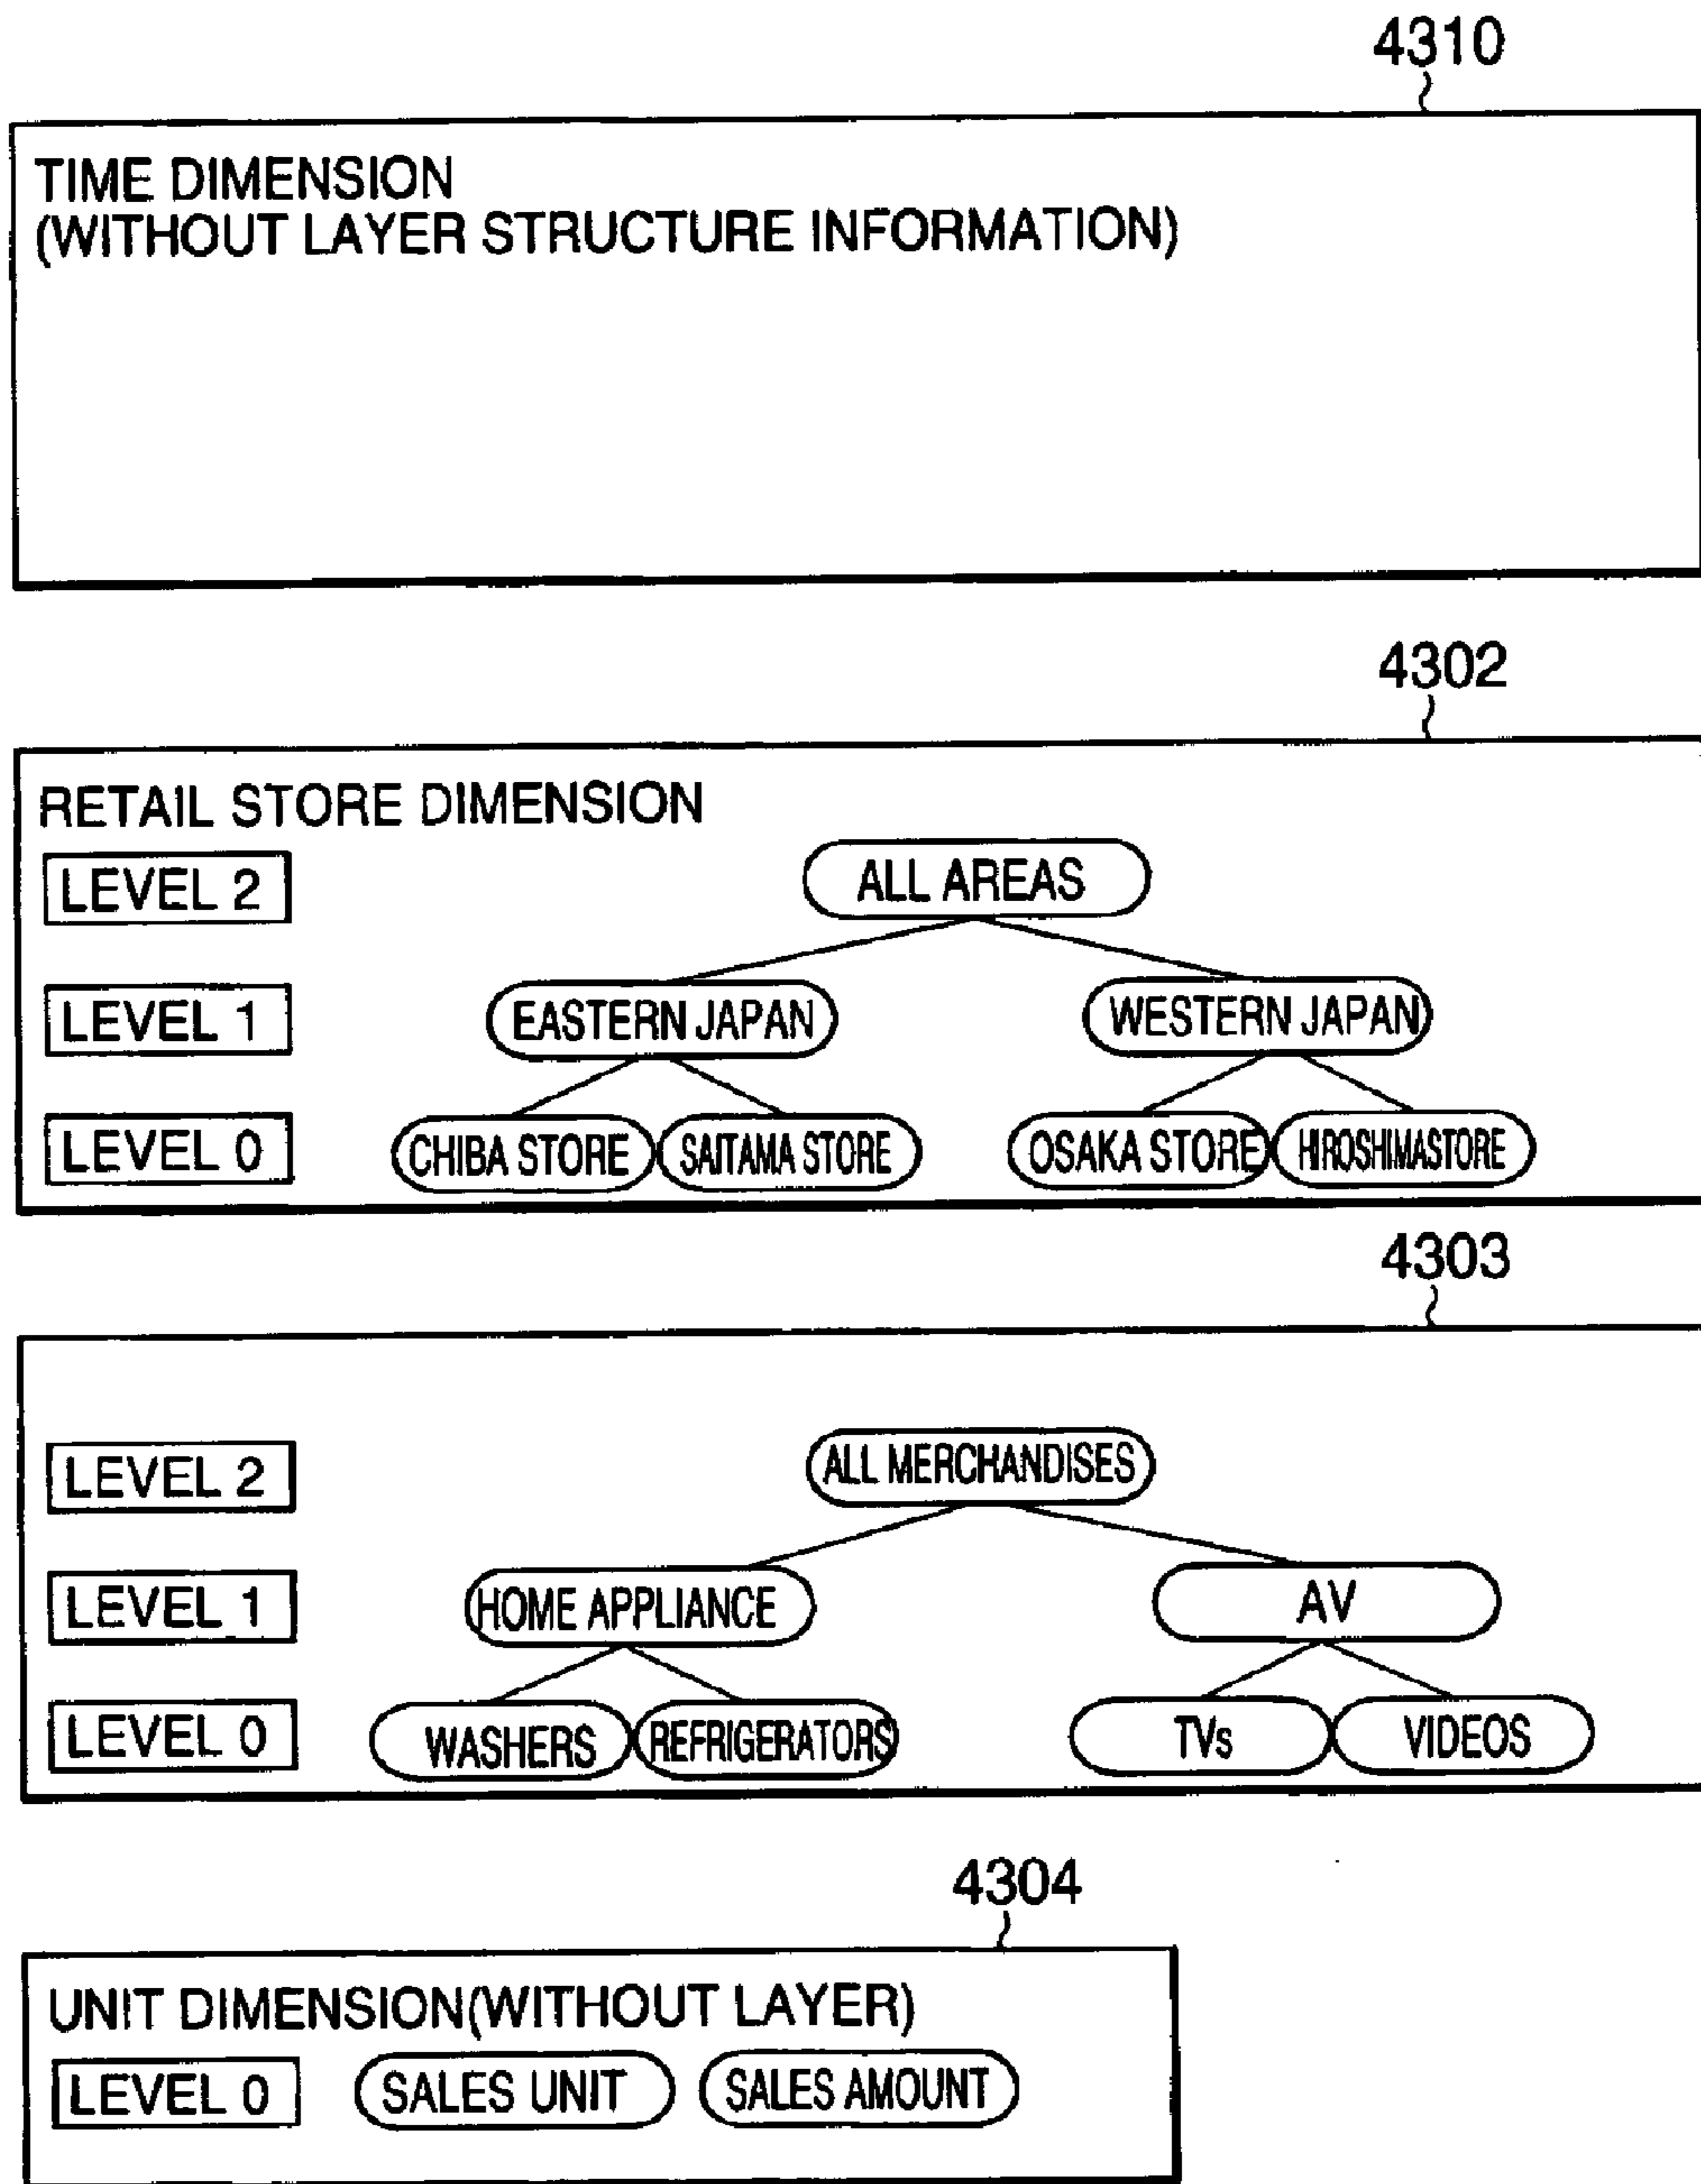 4310
TIME DIMENSION
(WITHOUT LAYER STRUCTURE INFORMATION)
4302
RETAIL STORE DIMENSION
LEVEL 2 ALL AREAS
LEVEL 1 EASTERN JAPAN WESTERN JAPAN
LEVEL 0 CHIBA STORE SAITAMA STORE OSAKA STORE HIROSHIMASTORE
4303
LEVEL 2 ALL MERCHANDISES
LEVEL 1 HOME APPLIANCE AV
LEVEL 0 WASHERS REFRIGERATORS TVs VIDEOS
4304
UNIT DIMENSION(WITHOUT LAYER)
LEVEL 0 SALES UNIT SALES AMOUNT